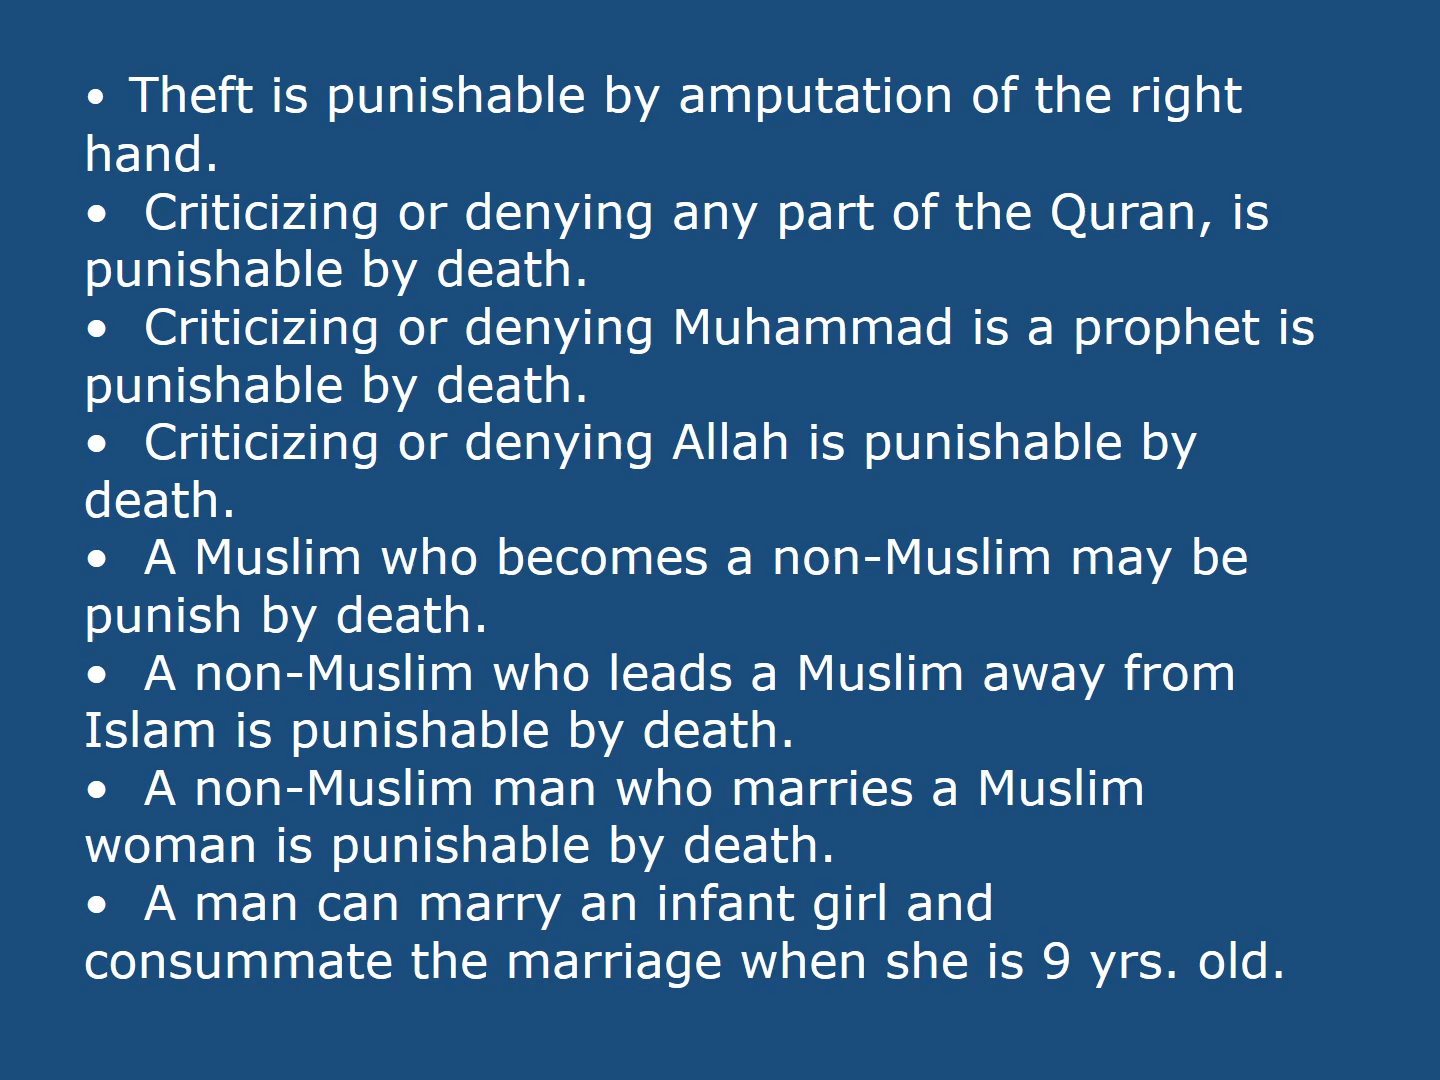 • Theft is punishable by amputation of the right
hand.
• Criticizing or denying any part of the Quran, is
punishable by death.
• Criticizing or denying Muhammad is a prophet is
punishable by death.
• Criticizing or denying Allah is punishable by
death.
• A Muslim who becomes a non-Muslim may be
punish by death.
• A non-Muslim who leads a Muslim away from
Islam is punishable by death.
• A non-Muslim man who marries a Muslim
woman is punishable by death.
• A man can marry an infant girl and
consummate the marriage when she is 9 yrs. old.